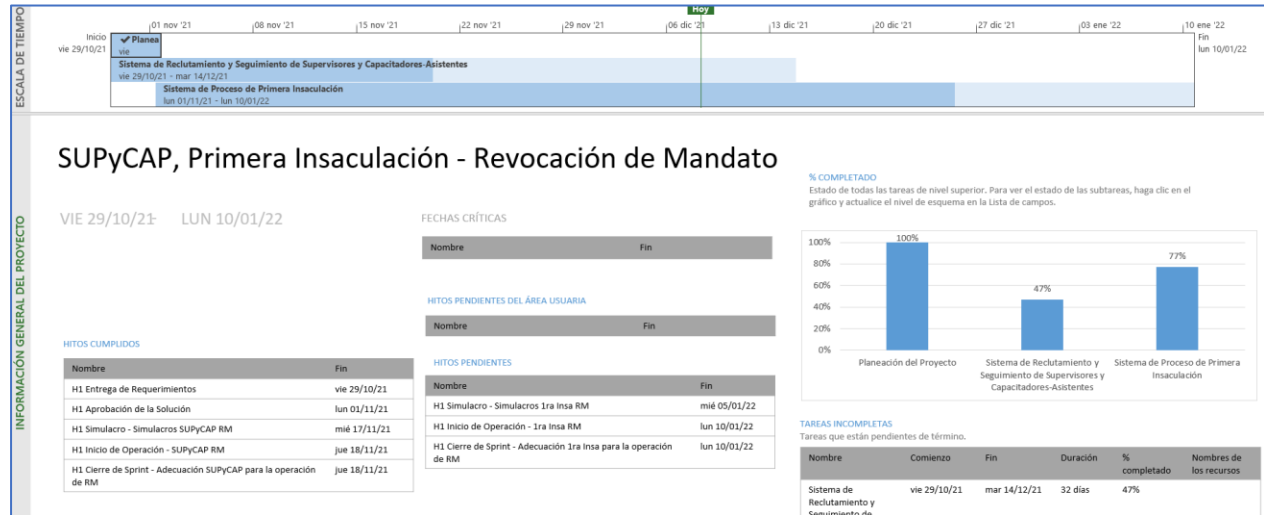 ESCALA DE TIEMPO
Hoy
01 nov '21
08 nov '21
15 nov '21
22 nov '21
29 nov '21
06 dic '21
13 dic '21
20 dic '21
27 dic '21
03 ene '22
10 ene '22
Inicio
vie 29/10/21
Planea
vie
Sistema de Reclutamiento y Seguimiento de Supervisores y Capacitadores-Asistentes
vie 29/10/21 - mar 14/12/21
Sistema de Proceso de Primera Insaculación
lun 01/11/21 - lun 10/01/22
Fin
lun 10/01/22
INFORMACIÓN GENERAL DEL PROYECTO
SUPyCAP, Primera Insaculación - Revocación de Mandato
VIE 29/10/21- LUN 10/01/22
HITOS CUMPLIDOS
Nombre Fin
H1 Entrega de Requerimientos vie 29/10/21
H1 Aprobación de la Solución lun 01/11/21
H1 Simulacro - Simulacros SUPyCAP RM mié 17/11/21
H1 Inicio de Operación - SUPyCAP RM jue 18/11/21
H1 Cierre de Sprint - Adecuación SUPyCAP para la operación jue 18/11/21
de RM
FECHAS CRÍTICAS
Nombre Fin
HITOS PENDIENTES DEL ÁREA USUARIA
Nombre Fin
HITOS PENDIENTES
Nombre Fin
H1 Simulacro - Simulacros 1ra Insa RM mié 05/01/22
H1 Inicio de Operación - 1ra Insa RM lun 10/01/22
H1 Cierre de Sprint - Adecuación 1ra Insa para la operación lun 10/01/22
de RM
% COMPLETADO
Estado de todas las tareas de nivel superior. Para ver el estado de las subtareas, haga clic en el
gráfico y actualice el nivel de esquema en la Lista de campos.
100%
80%
60%
40%
20%
0%
100%
47%
77%
Planeación del Proyecto
Sistema de Reclutamiento y
Seguimiento de Supervisores y
Capacitadores-Asistentes
Sistema de Proceso de Primera
Insaculación
TAREAS INCOMPLETAS
Tareas que están pendientes de término.
Nombre Comienzo Fin Duración % Nombres de
completado los recursos
Sistema de vie 29/10/21 mar 14/12/21 32 días 47%
Reclutamiento y
Seguimiento de